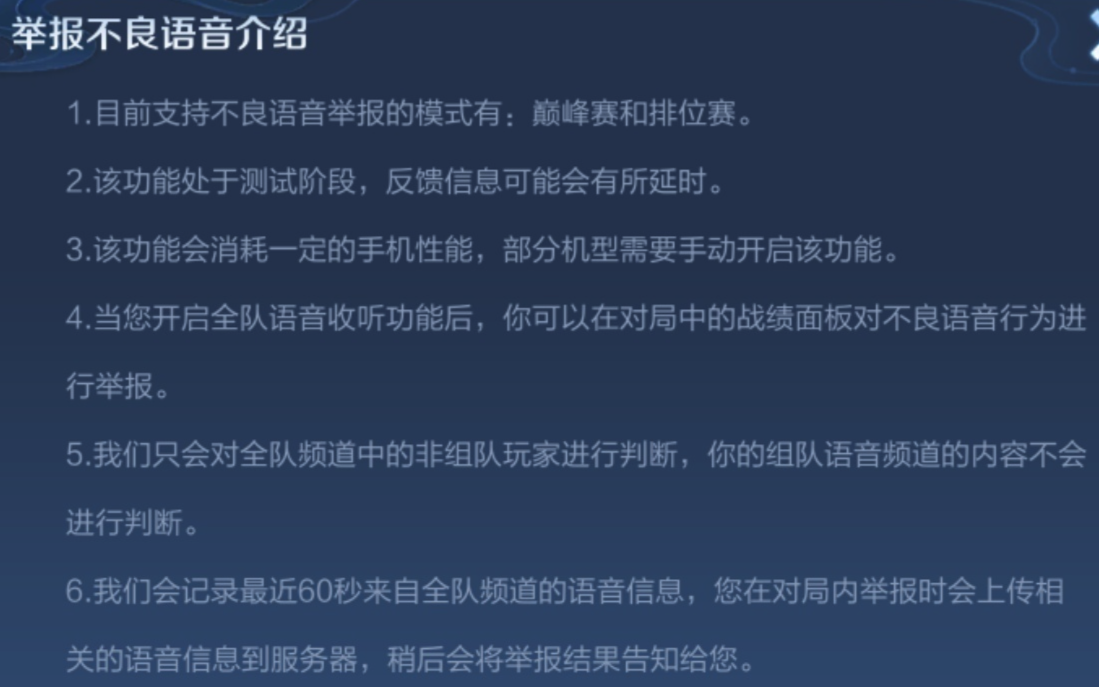 举报不良语音介绍
1.目前支持不良语音举报的模式有：巅峰赛和排位赛。
2.该功能处于测试阶段，反馈信息可能会有所延时。
3.该功能会消耗一定的手机性能，部分机型需要手动开启该功能。
4.当您开启全队语音收听功能后，你可以在对局中的战绩面板对不良语音行为进
行举报。
5.我们只会对全队频道中的非组队玩家进行判断，你的组队语音频道的内容不会
进行判断。
6.我们会记录最近60秒来自全队频道的语音信息，您在对局内举报时会上传相
关的语音信息到服务器，稍后会将举报结果告知给您。